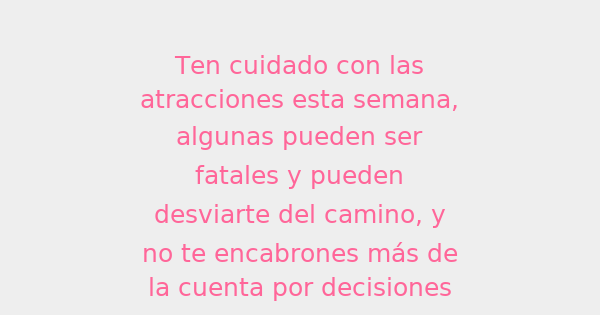 Ten cuidado con las
atracciones esta semana,
algunas pueden ser
fatales y pueden
desviarte del camino, y
no te encabrones más de
la cuenta por decisiones